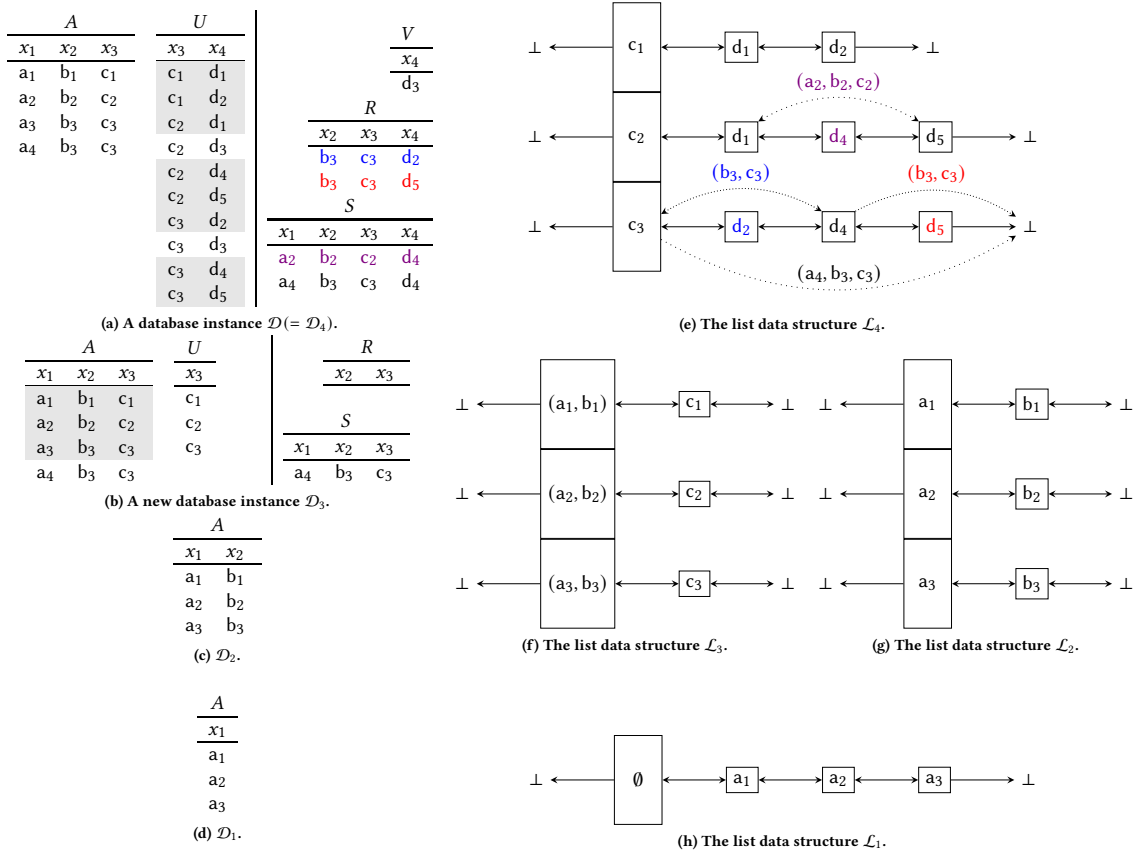 A
x₁ x₂ x₃
a₁ b₁ c₁
a₂ b₂ c₂
a₃ b₃ c₃
a₄ b₃ c₃
U
x₃ x₄
c₁ d₁
c₁ d₂
c₂ d₁
c₂ d₃
c₂ d₄
c₂ d₅
c₃ d₂
c₃ d₃
c₃ d₄
c₃ d₅
V
x₄
d₃
R
x₂ x₃ x₄
b₃ c₃ d₂
b₃ c₃ d₅
S
x₁ x₂ x₃ x₄
a₂ b₂ c₂ d₄
a₄ b₃ c₃ d₄
(a) A database instance 𝒟(= 𝒟₄).
⊥ c₁ d₁ d₂ ⊥
(a₂, b₂, c₂)
⊥ c₂ d₁ d₄ d₅ ⊥
(b₃, c₃) (b₃, c₃)
⊥ c₃ d₂ d₄ d₅ ⊥
(a₄, b₃, c₃)
(e) The list data structure ℒ₄.
A
x₁ x₂ x₃
a₁ b₁ c₁
a₂ b₂ c₂
a₃ b₃ c₃
a₄ b₃ c₃
U
x₃
c₁
c₂
c₃
R
x₂ x₃
S
x₁ x₂ x₃
a₄ b₃ c₃
(b) A new database instance 𝒟₃.
A
x₁ x₂
a₁ b₁
a₂ b₂
a₃ b₃
(c) 𝒟₂.
⊥ (a₁, b₁) c₁ ⊥
⊥ (a₂, b₂) c₂ ⊥
⊥ (a₃, b₃) c₃ ⊥
(f) The list data structure ℒ₃.
⊥ a₁ b₁ ⊥
⊥ a₂ b₂ ⊥
⊥ a₃ b₃ ⊥
(g) The list data structure ℒ₂.
A
x₁
a₁
a₂
a₃
(d) 𝒟₁.
⊥ ∅ a₁ a₂ a₃ ⊥
(h) The list data structure ℒ₁.